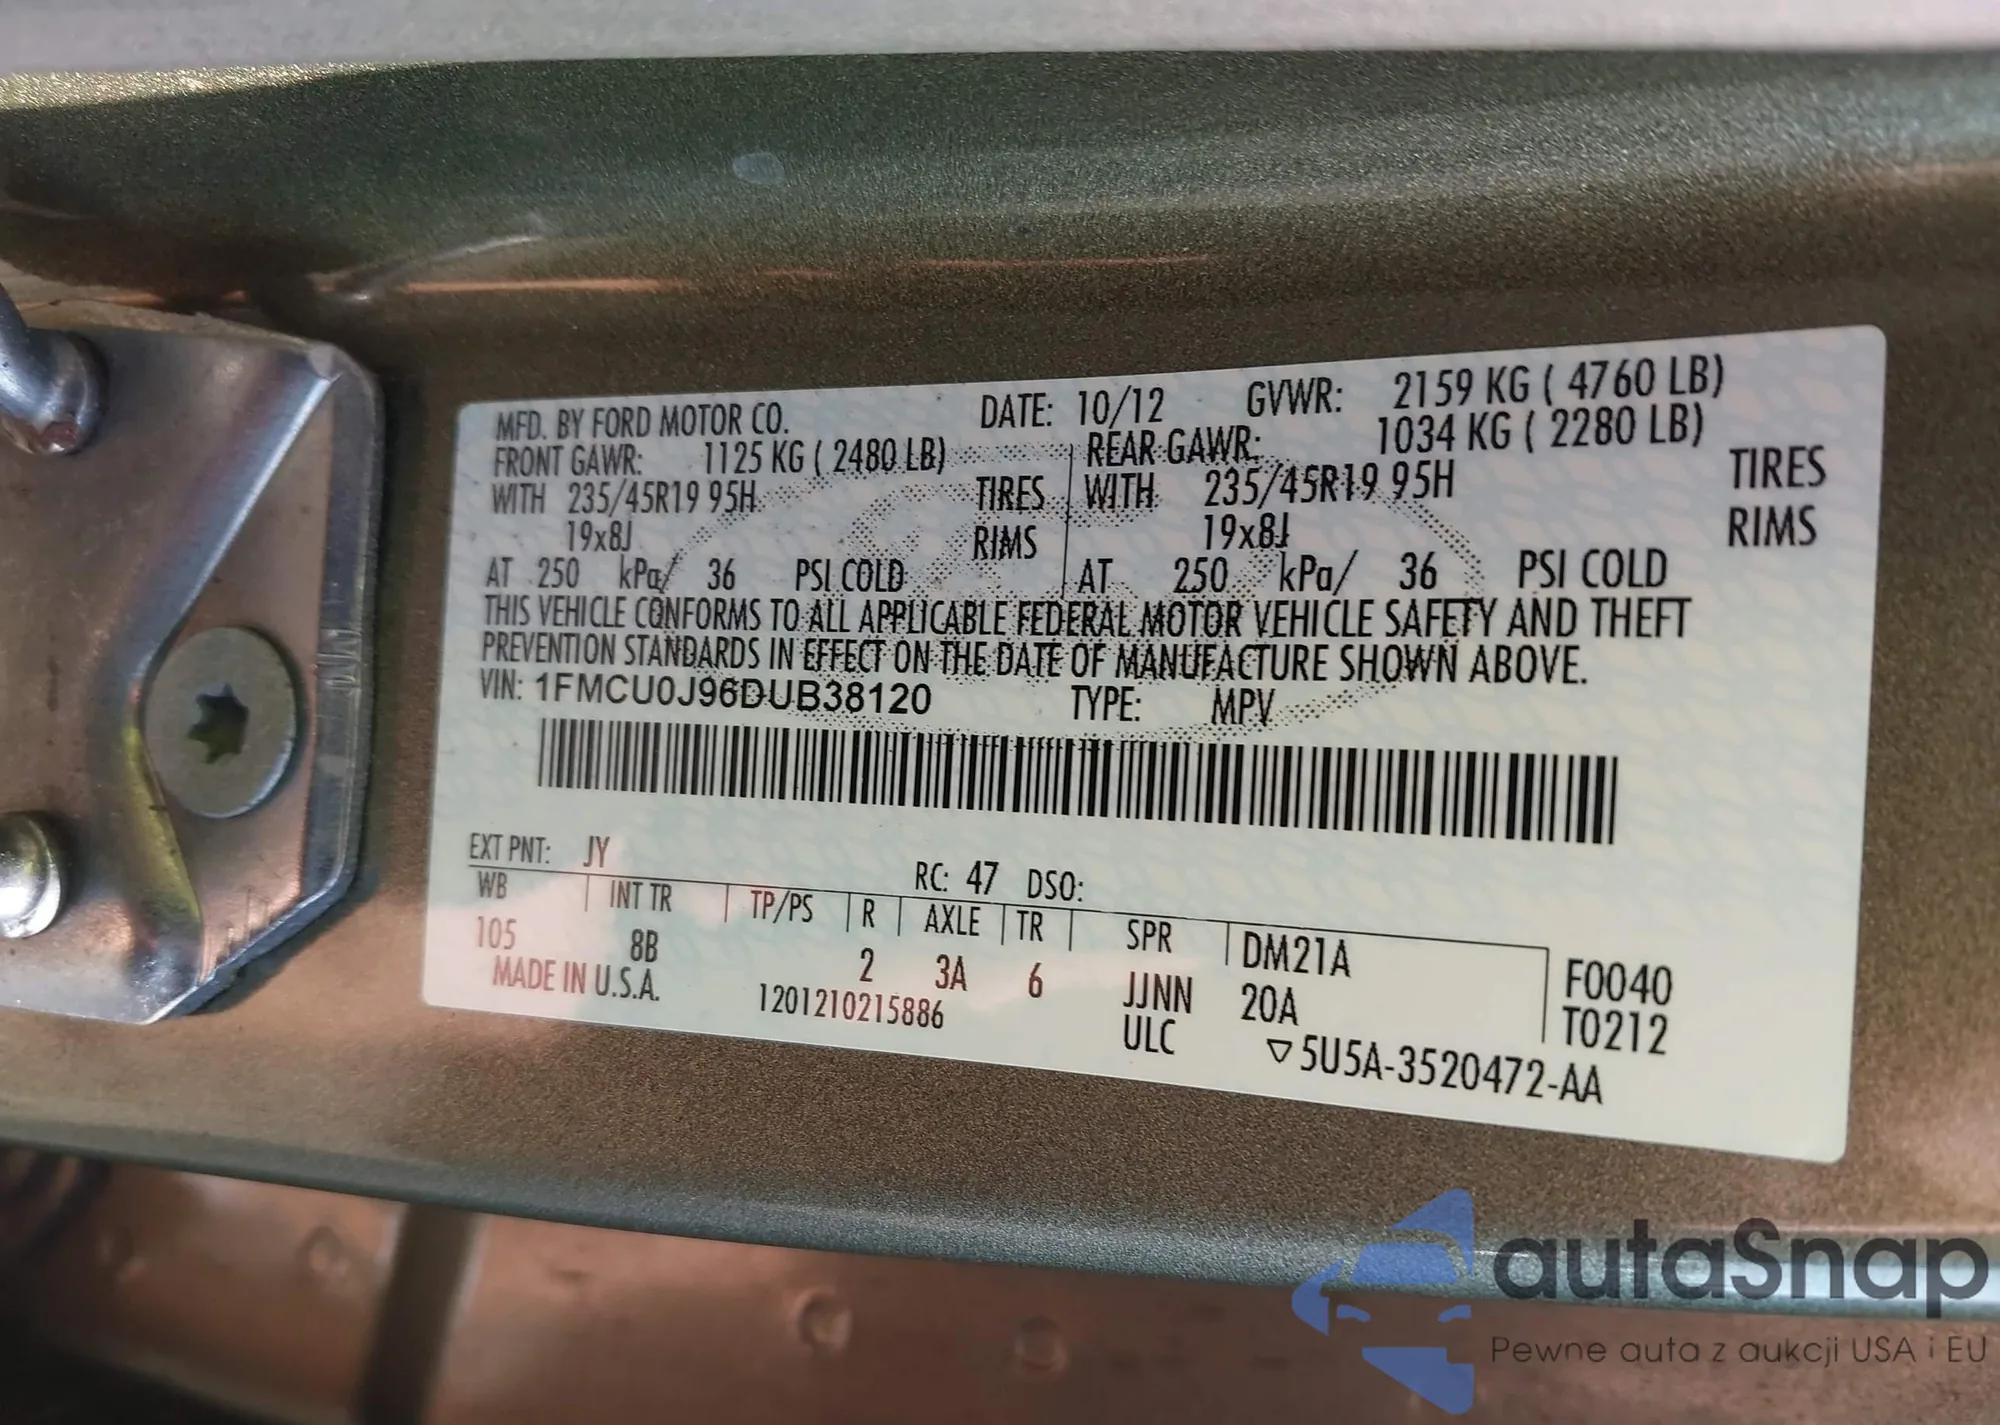 MFD. BY FORD MOTOR CO. DATE: 10/12 GVWR: 2159 KG ( 4760 LB)
FRONT GAWR: 1125 KG ( 2480 LB) REAR GAWR: 1034 KG ( 2280 LB)
WITH 235/45R19 95H TIRES WITH 235/45R19 95H TIRES
19x8J RIMS 19x8J RIMS
AT 250 kPa/ 36 PSI COLD AT 250 kPa/ 36 PSI COLD
THIS VEHICLE CONFORMS TO ALL APPLICABLE FEDERAL MOTOR VEHICLE SAFETY AND THEFT
PREVENTION STANDARDS IN EFFECT ON THE DATE OF MANUFACTURE SHOWN ABOVE.
VIN: 1FMCU0J96DUB38120 TYPE: MPV
EXT PNT: JY RC: 47 DSO:
WB INT TR TP/PS R AXLE TR SPR DM21A F0040
105 8B 2 3A 6 JJNN 20A T0212
MADE IN U.S.A. 1201210215886 ULC ▽5U5A-3520472-AA
autaSnap
Pewne auta z aukcji USA i EU